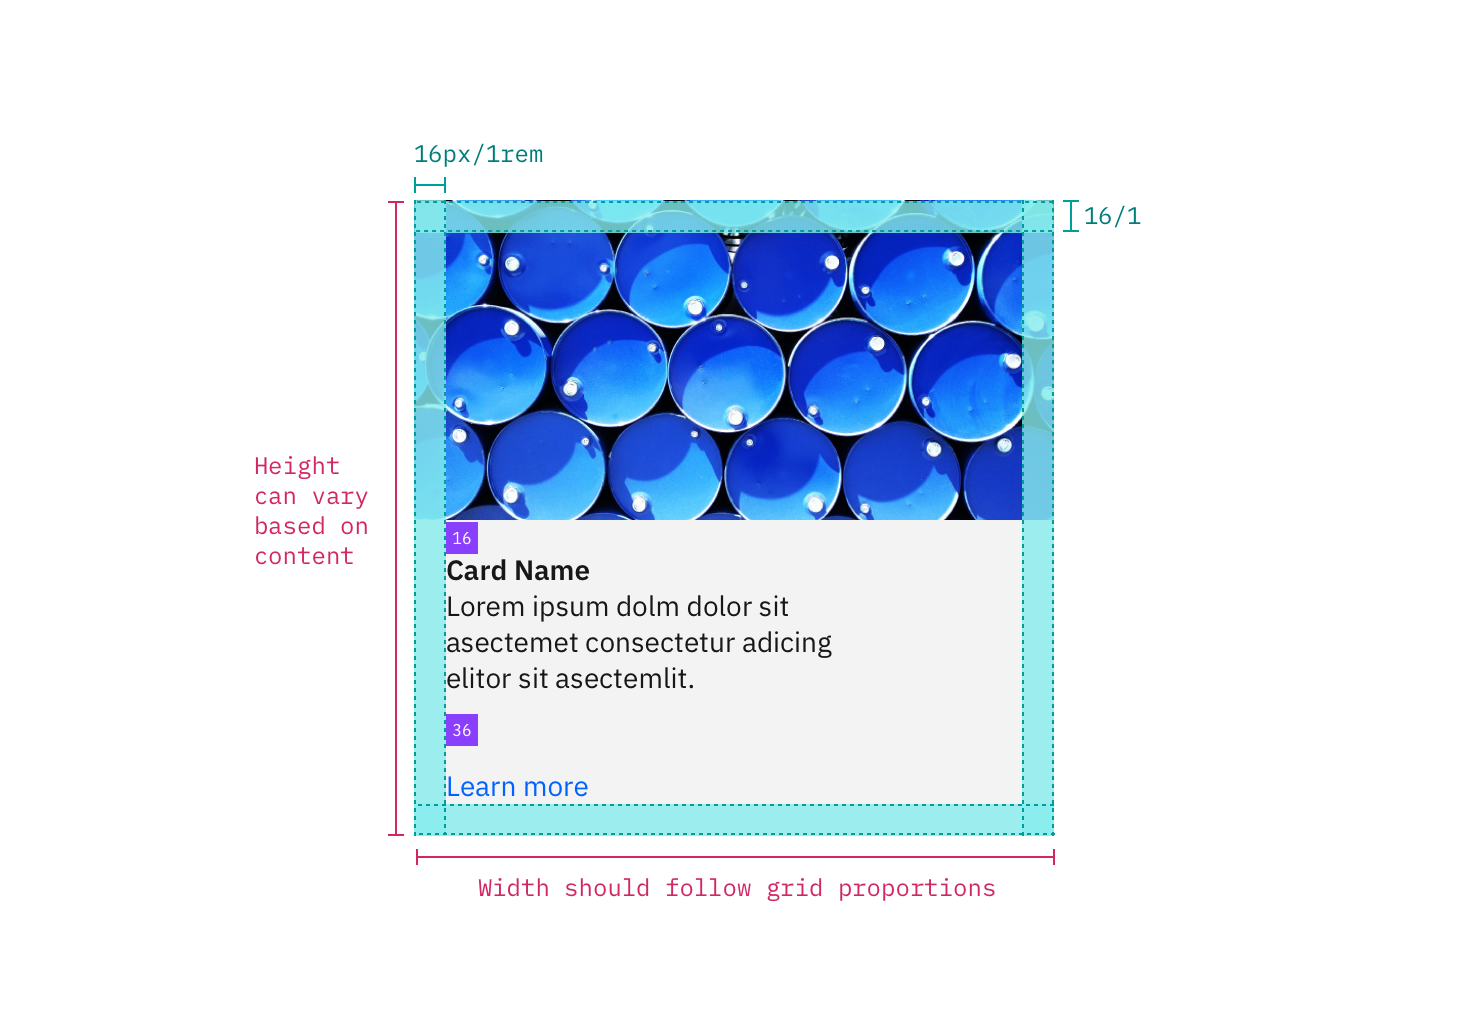 16px/1rem
16/1
Height
can vary
based on
content
16
Card Name
Lorem ipsum dolm dolor sit
asectemet consectetur adicing
elitor sit asectemlit.
36
Learn more
Width should follow grid proportions